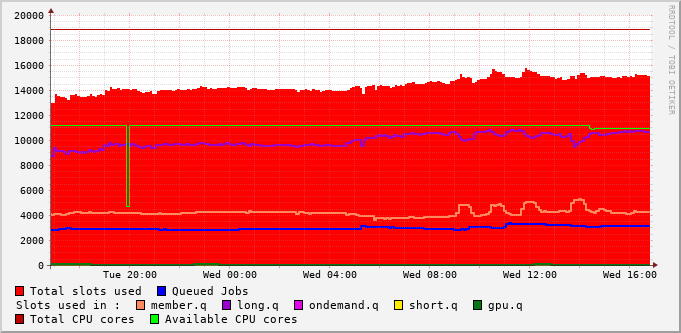 20000
18000
16000
14000
12000
10000
8000
6000
4000
2000
0
Tue 20:00 Wed 00:00 Wed 04:00 Wed 08:00 Wed 12:00 Wed 16:00
RRDTOOL / TOBI OETIKER
Total slots used Queued Jobs
Slots used in : member.q long.q ondemand.q short.q gpu.q
Total CPU cores Available CPU cores